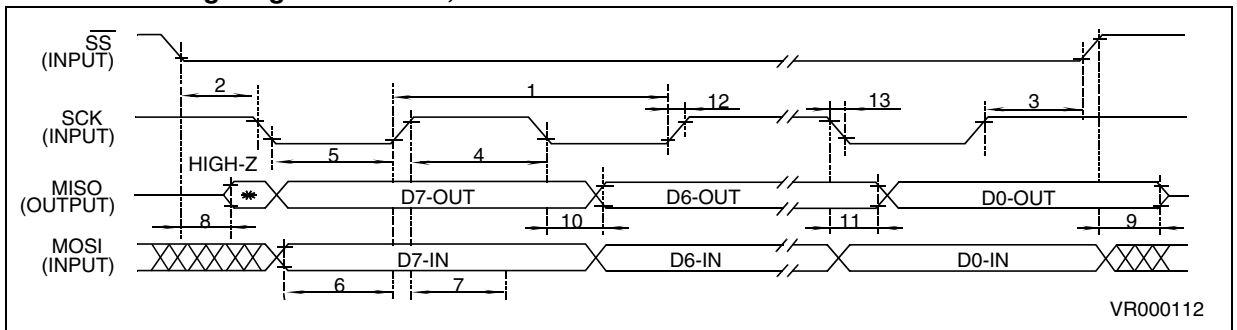 SS
(INPUT)
2
1
12
13
3
SCK
(INPUT)
HIGH-Z
5
4
MISO
(OUTPUT)
D7-OUT
D6-OUT
D0-OUT
8
10
11
9
MOSI
(INPUT)
D7-IN
D6-IN
D0-IN
6
7
VR000112